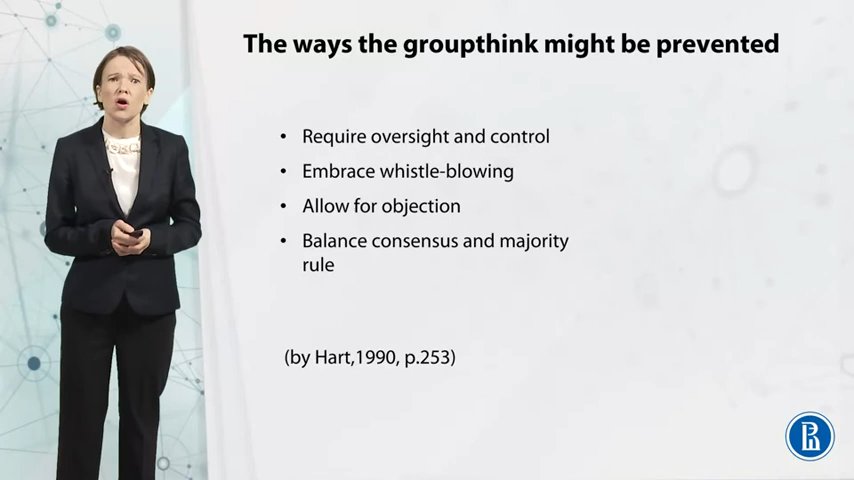 The ways the groupthink might be prevented
• Require oversight and control
• Embrace whistle-blowing
• Allow for objection
• Balance consensus and majority
rule
(by Hart,1990, p.253)